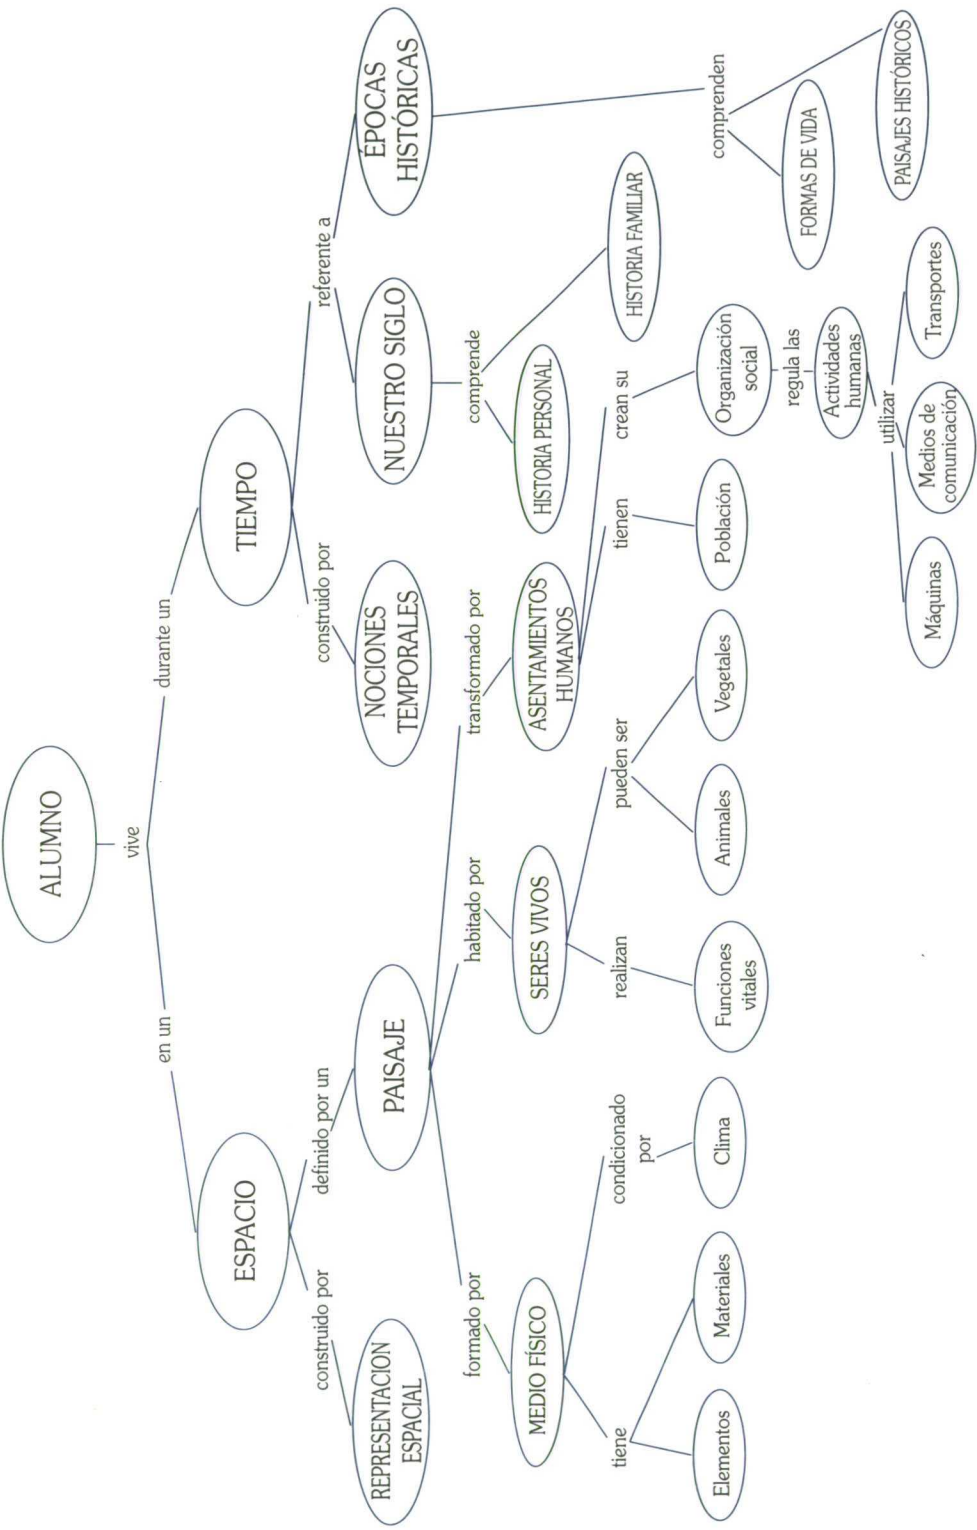 ALUMNO
vive
en un
durante un
ESPACIO
TIEMPO
construido por
definido por un
construido por
referente a
REPRESENTACION
ESPACIAL
PAISAJE
NOCIONES
TEMPORALES
NUESTRO SIGLO
ÉPOCAS
HISTÓRICAS
formado por
habitado por
transformado por
comprende
MEDIO FÍSICO
SERES VIVOS
ASENTAMIENTOS
HUMANOS
HISTORIA PERSONAL
HISTORIA FAMILIAR
tiene
condicionado
por
realizan
pueden ser
tienen
crean su
comprenden
Elementos
Materiales
Clima
Funciones
vitales
Animales
Vegetales
Población
Organización
social
regula las
FORMAS DE VIDA
Actividades
humanas
PAISAJES HISTÓRICOS
utilizar
Máquinas
Medios de
comunicación
Transportes